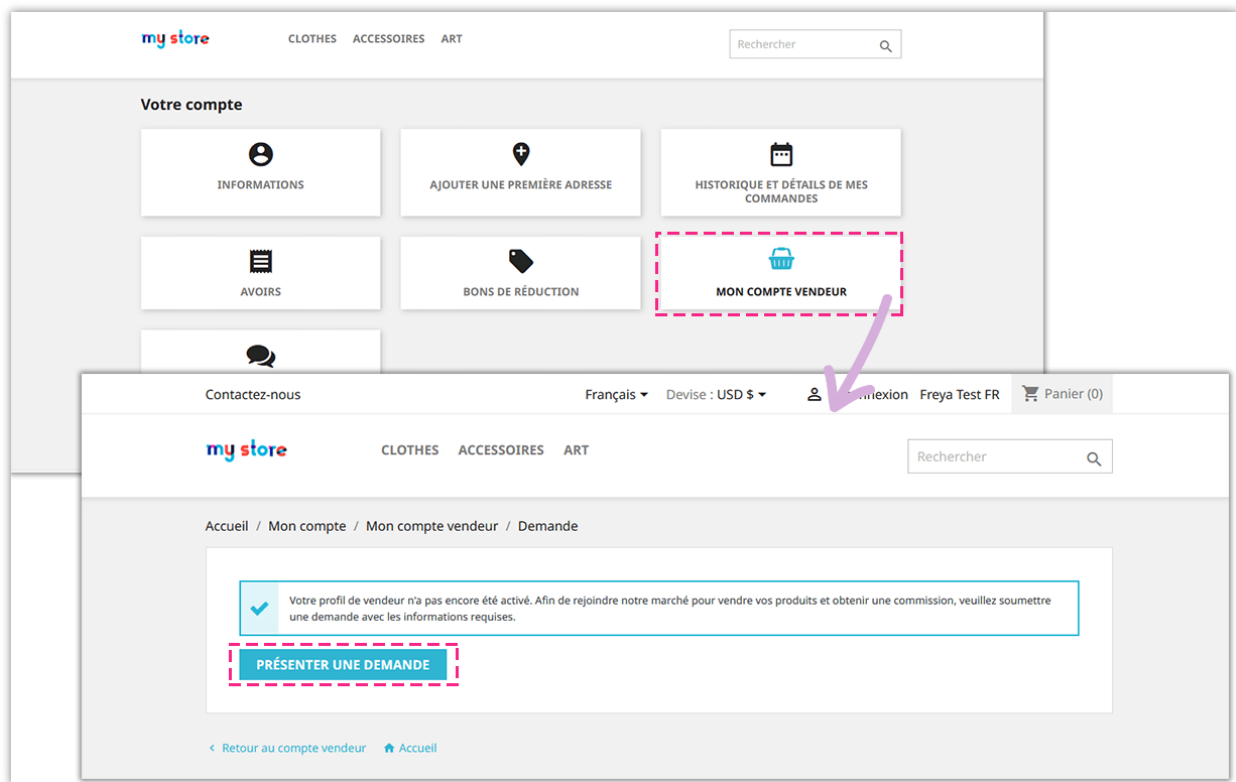 my store
CLOTHES ACCESSOIRES ART
Rechercher
Votre compte
INFORMATIONS
AJOUTER UNE PREMIÈRE ADRESSE
HISTORIQUE ET DÉTAILS DE MES
COMMANDES
AVOIRS
BONS DE RÉDUCTION
MON COMPTE VENDEUR
Contactez-nous
Français Devise : USD $ Freya Test FR Panier (0)
my store
CLOTHES ACCESSOIRES ART
Rechercher
Accueil / Mon compte / Mon compte vendeur / Demande
Votre profil de vendeur n'a pas encore été activé. Afin de rejoindre notre marché pour vendre vos produits et obtenir une commission, veuillez soumettre
une demande avec les informations requises.
PRÉSENTER UNE DEMANDE
< Retour au compte vendeur Accueil